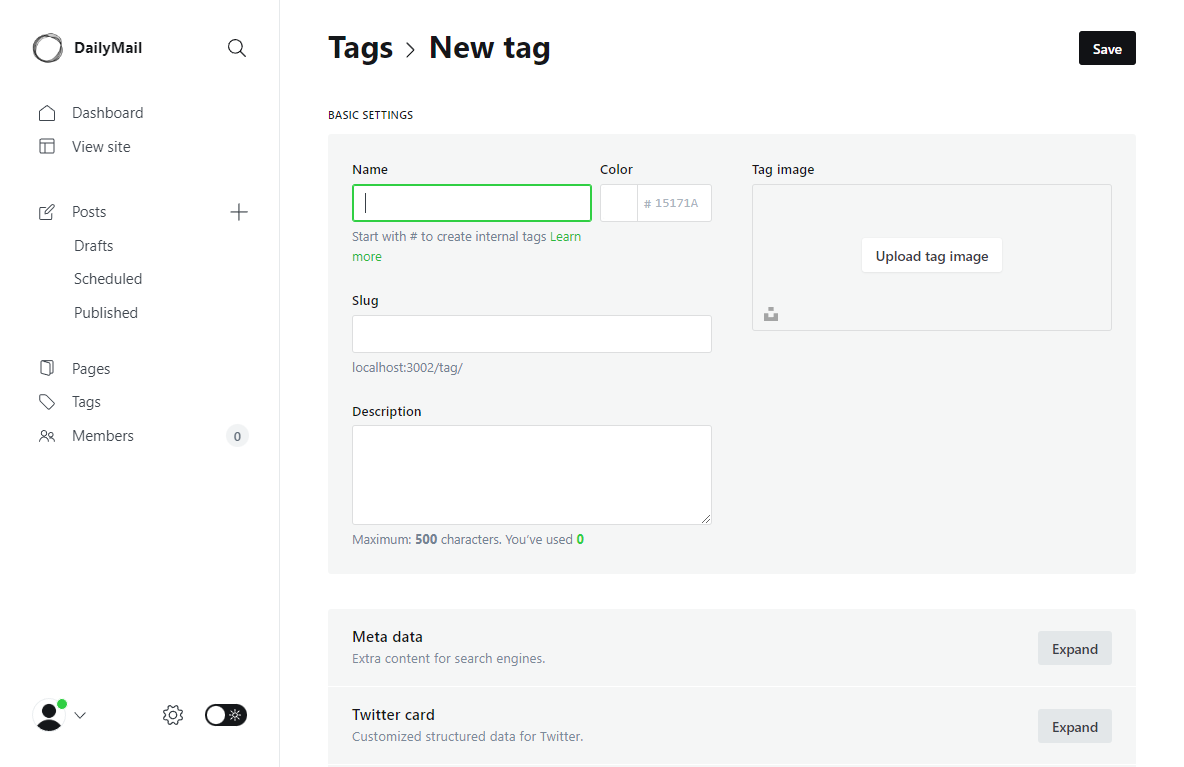 DailyMail
Dashboard
View site
Posts
Drafts
Scheduled
Published
Pages
Tags
Members
0
Tags > New tag
Save
BASIC SETTINGS
Name
Color
# 15171A
Start with # to create internal tags Learn
more
Slug
localhost:3002/tag/
Description
Maximum: 500 characters. You’ve used 0
Tag image
Upload tag image
Meta data
Extra content for search engines.
Expand
Twitter card
Customized structured data for Twitter.
Expand